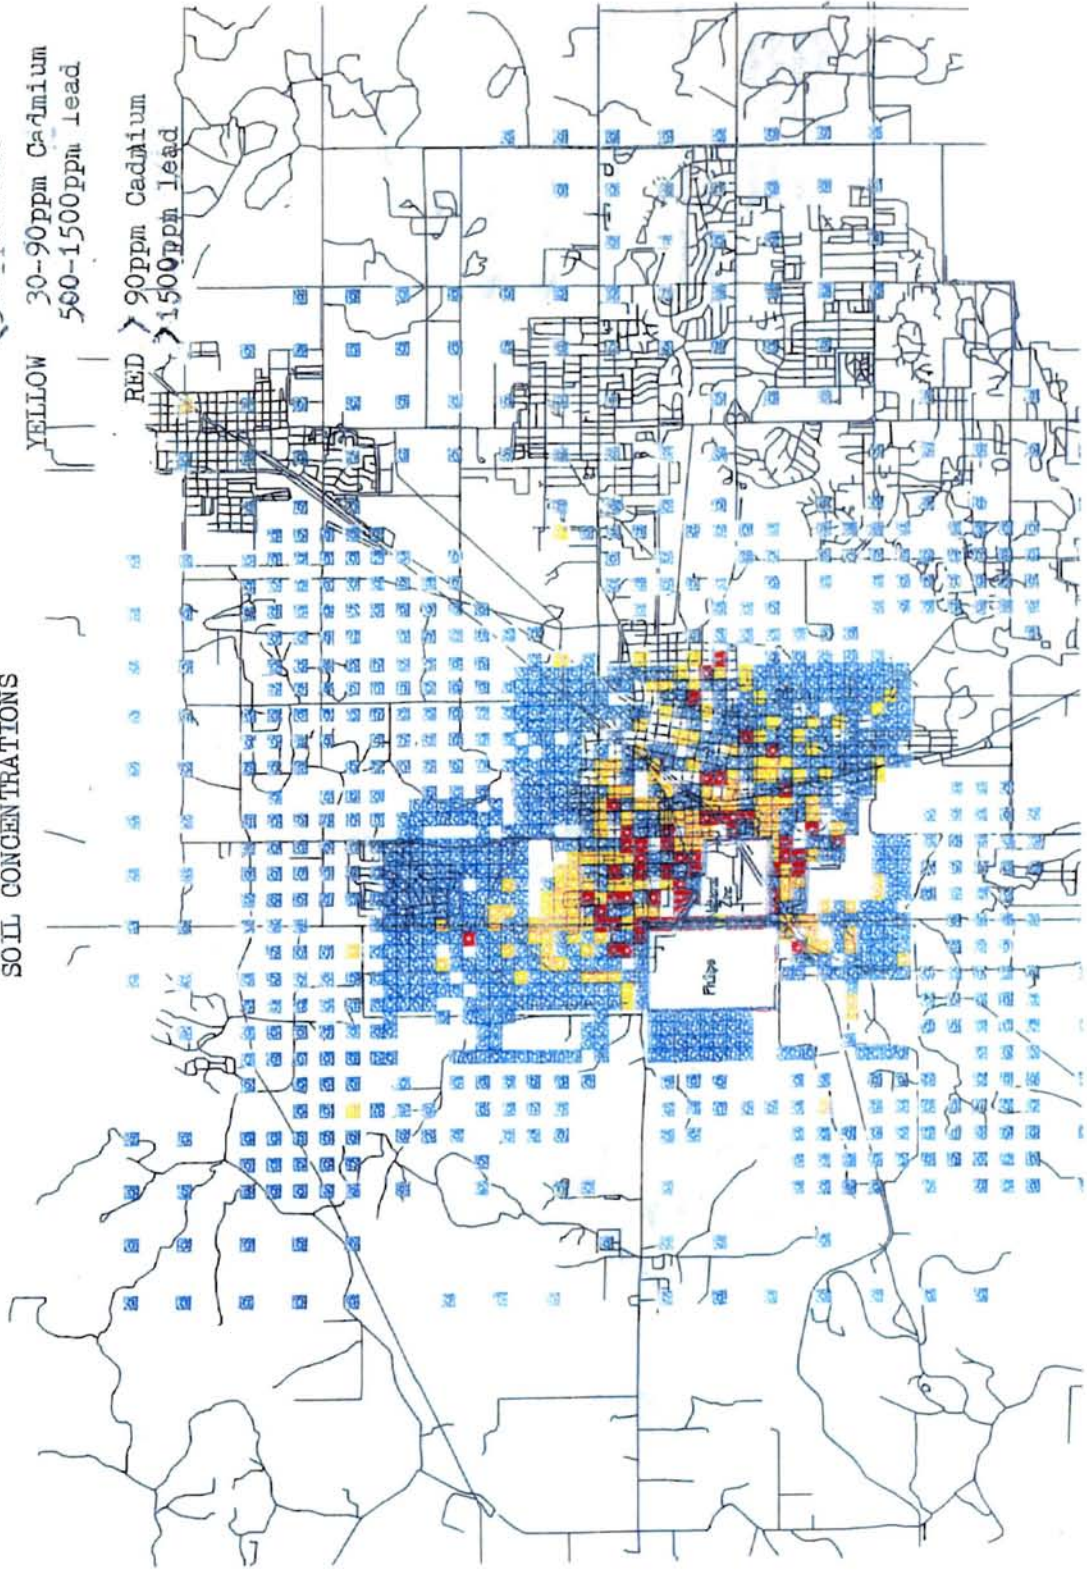 SOIL CONCENTRATIONS
YELLOW 30-90ppm Cadmium
500-1500ppm lead
RED > 90ppm Cadmium
>1500ppm lead
Philips